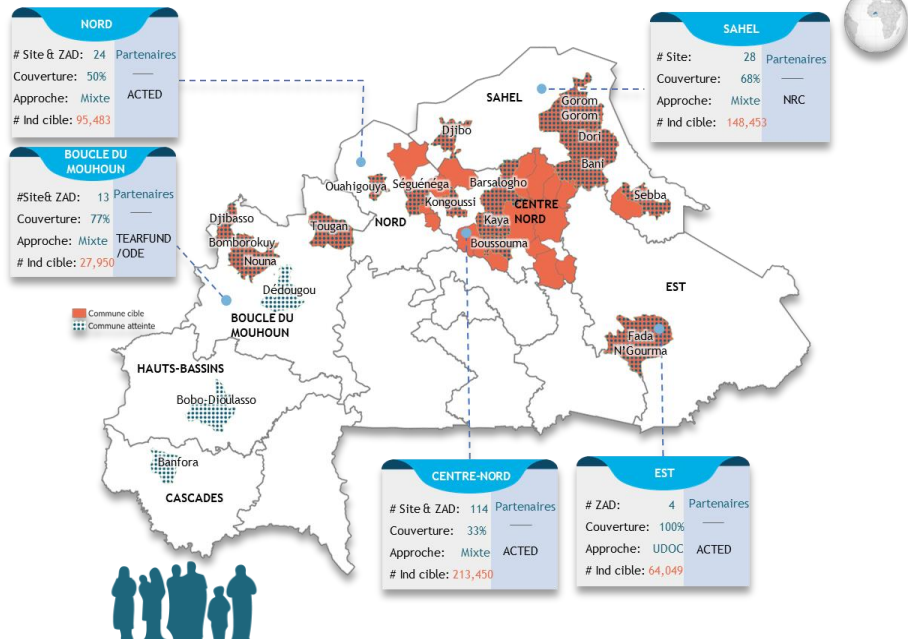 NORD
# Site & ZAD: 24
Partenaires
Couverture: 50%
Approche: Mixte
ACTED
# Ind cible: 95,483
SAHEL
# Site: 28
Partenaires
Couverture: 68%
Approche: Mixte
NRC
# Ind cible: 148,453
BOUCLE DU
MOUHOUN
#Site& ZAD: 13
Partenaires
Couverture: 77%
Approche: Mixte
TEARFUND
/ODE
# Ind cible: 27,950
SAHEL
Gorom
Gorom
Djibo
Dori
Bani
Ouahigouya
Séguénéga
Barsalogho
Sebba
Kongoussi
CENTRE
NORD
Djibasso
Tougan
NORD
Kaya
Bomborokuy
Boussouma
Nouna
Dédougou
EST
Commune cible
Commune atteinte
BOUCLE DU
MOUHOUN
Fada
N'Gourma
HAUTS-BASSINS
Bobo-Dioulasso
Banfora
CASCADES
CENTRE-NORD
# Site & ZAD: 114
Partenaires
Couverture: 33%
Approche: Mixte
ACTED
# Ind cible: 213,450
EST
# ZAD: 4
Partenaires
Couverture: 100%
Approche: UDOC
ACTED
# Ind cible: 64,049